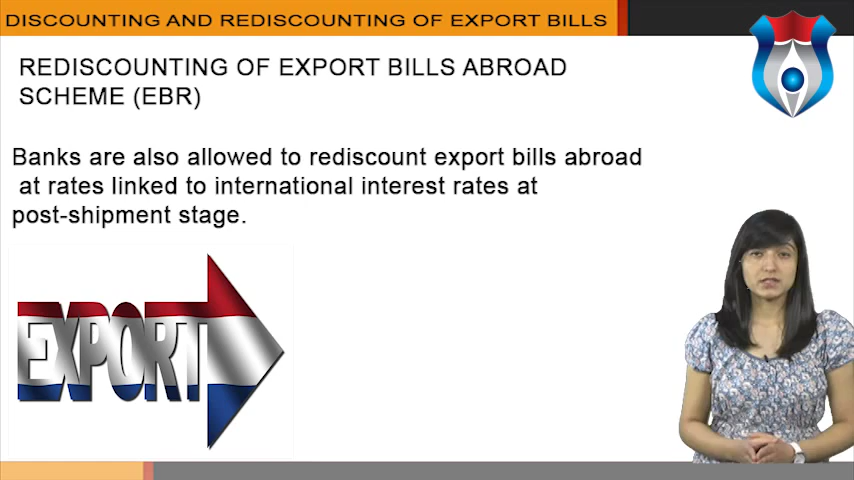 DISCOUNTING AND REDISCOUNTING OF EXPORT BILLS
REDISCOUNTING OF EXPORT BILLS ABROAD
SCHEME (EBR)
Banks are also allowed to rediscount export bills abroad
at rates linked to international interest rates at
post-shipment stage.
EXPORT